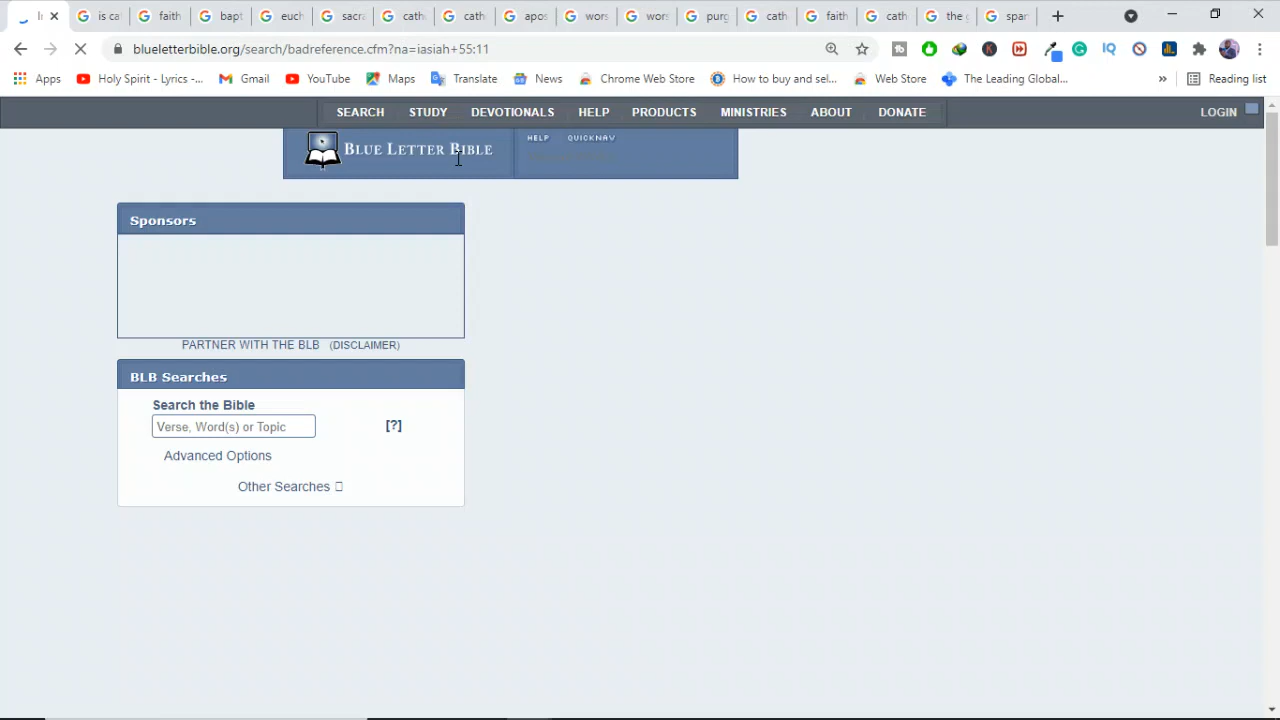 is ca
faith
bapt
euch
sacra
cath
cath
apos
wors
wors
purg
cath
faith
cath
the g
spar
blueletterbible.org/search/badreference.cfm?na=iasiah+55:11
Apps
Holy Spirit - Lyrics -...
Gmail
YouTube
Maps
Translate
News
Chrome Web Store
How to buy and sel...
Web Store
The Leading Global...
»
Reading list
SEARCH
STUDY
DEVOTIONALS
HELP
PRODUCTS
MINISTRIES
ABOUT
DONATE
LOGIN
BLUE LETTER BIBLE
HELP
QUICKNAV
Sponsors
PARTNER WITH THE BLB (DISCLAIMER)
BLB Searches
Search the Bible
Verse, Word(s) or Topic
[?]
Advanced Options
Other Searches